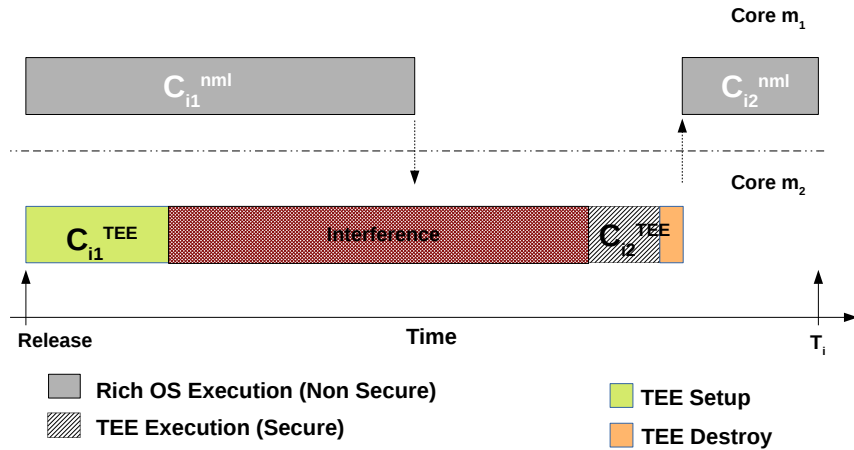 Core m1
Ci1nml
Ci2nml
Core m2
Ci1TEE
Interference
Ci2TEE
Release
Time
Ti
Rich OS Execution (Non Secure)
TEE Setup
TEE Execution (Secure)
TEE Destroy